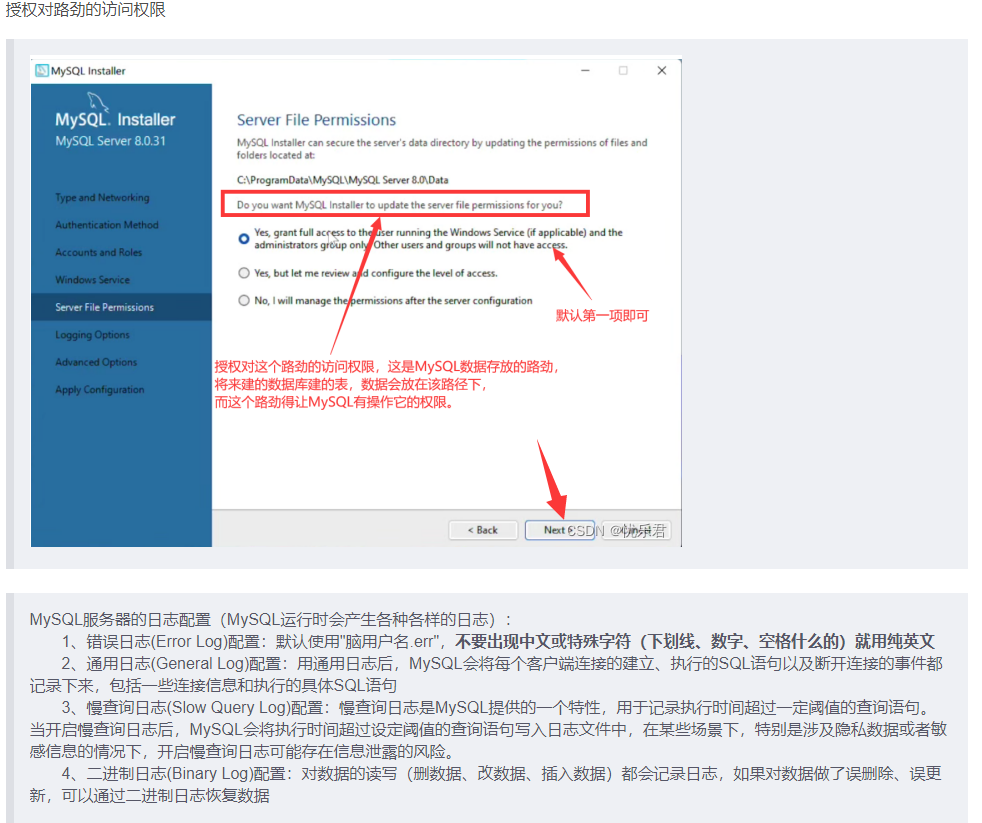 授权对路劲的访问权限
MySQL Installer
MySQL. Installer
MySQL Server 8.0.31
Type and Networking
Authentication Method
Accounts and Roles
Windows Service
Server File Permissions
Logging Options
Advanced Options
Apply Configuration
Server File Permissions
MySQL Installer can secure the server's data directory by updating the permissions of files and
folders located at:
C:\ProgramData\MySQL\MySQL Server 8.0\Data
Do you want MySQL Installer to update the server file permissions for you?
Yes, grant full access to the user running the Windows Service (if applicable) and the
administrators group only. Other users and groups will not have access.
Yes, but let me review and configure the level of access.
No, I will manage the permissions after the server configuration
默认第一项即可
授权对这个路劲的访问权限，这是MySQL数据存放的路劲，
将来建的数据库建的表，数据会放在该路径下，
而这个路劲得让MySQL有操作它的权限。
< Back
Next >
Cancel
CSDN @忧乐君
MySQL服务器的日志配置（MySQL运行时会产生各种各样的日志）：
1、错误日志(Error Log)配置：默认使用"脑用户名.err"，不要出现中文或特殊字符（下划线、数字、空格什么的）就用纯英文
2、通用日志(General Log)配置：用通用日志后，MySQL会将每个客户端连接的建立、执行的SQL语句以及断开连接的事件都
记录下来，包括一些连接信息和执行的具体SQL语句
3、慢查询日志(Slow Query Log)配置：慢查询日志是MySQL提供的一个特性，用于记录执行时间超过一定阈值的查询语句。
当开启慢查询日志后，MySQL会将执行时间超过设定阈值的查询语句写入日志文件中，在某些场景下，特别是涉及隐私数据或者敏
感信息的情况下，开启慢查询日志可能存在信息泄露的风险。
4、二进制日志(Binary Log)配置：对数据的读写（删数据、改数据、插入数据）都会记录日志，如果对数据做了误删除、误更
新，可以通过二进制日志恢复数据